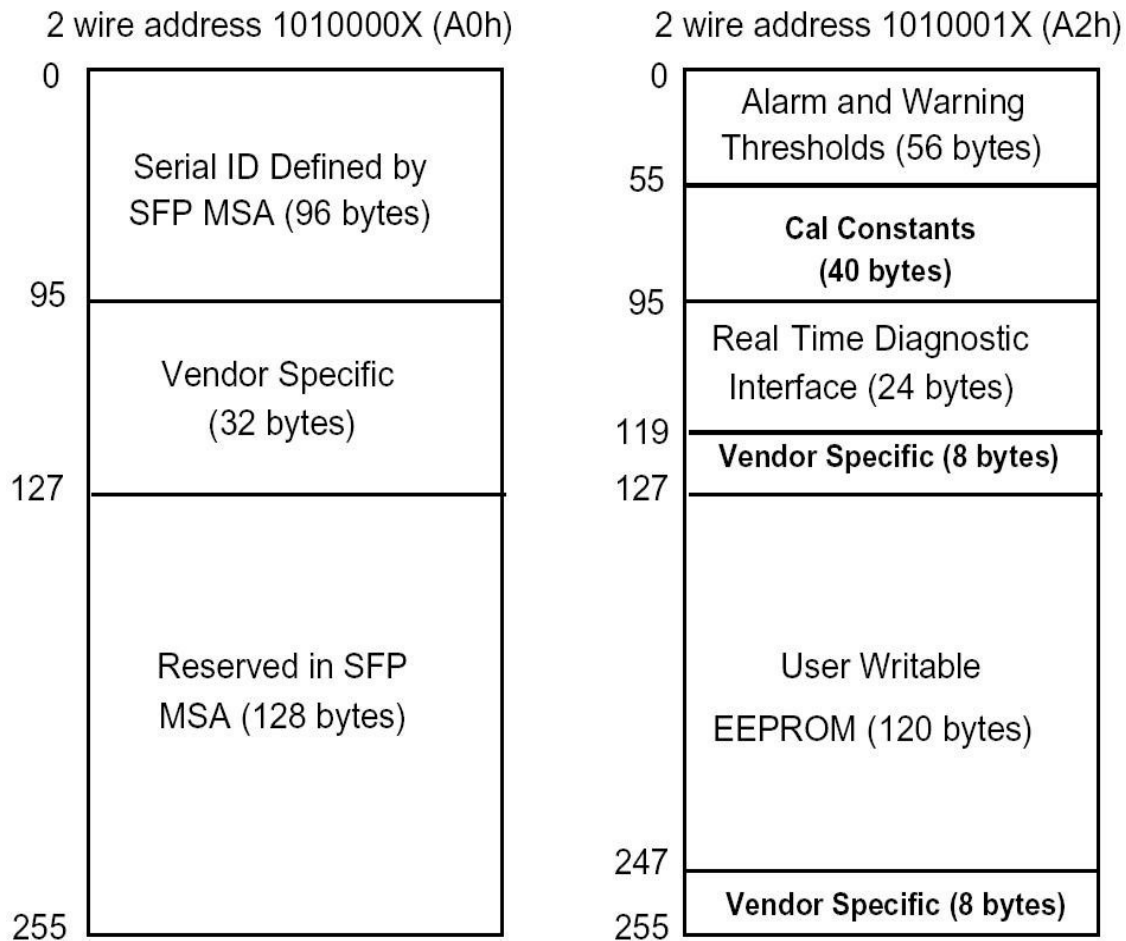 2 wire address 1010000X (A0h)
0
Serial ID Defined by
SFP MSA (96 bytes)
95
Vendor Specific
(32 bytes)
127
Reserved in SFP
MSA (128 bytes)
255
2 wire address 1010001X (A2h)
0
Alarm and Warning
Thresholds (56 bytes)
55
Cal Constants
(40 bytes)
95
Real Time Diagnostic
Interface (24 bytes)
119
Vendor Specific (8 bytes)
127
User Writable
EEPROM (120 bytes)
247
Vendor Specific (8 bytes)
255